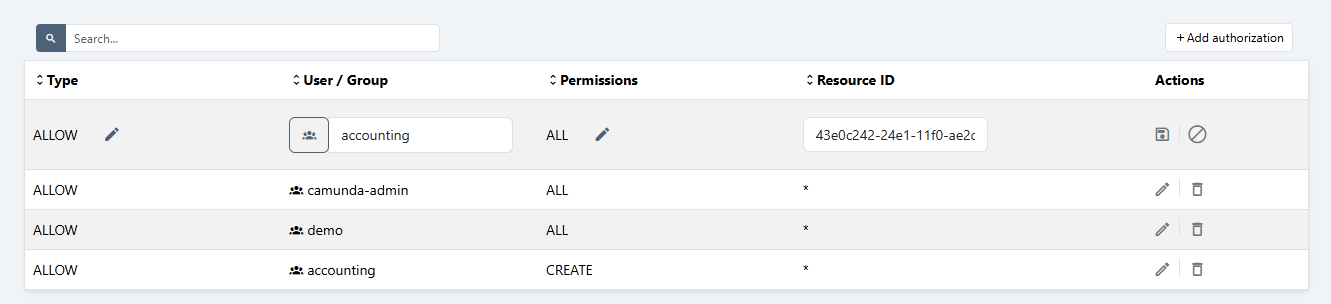 Search...
+ Add authorization
Type User / Group Permissions Resource ID Actions
ALLOW accounting ALL 43e0c242-24e1-11f0-ae2c
ALLOW camunda-admin ALL *
ALLOW demo ALL *
ALLOW accounting CREATE *